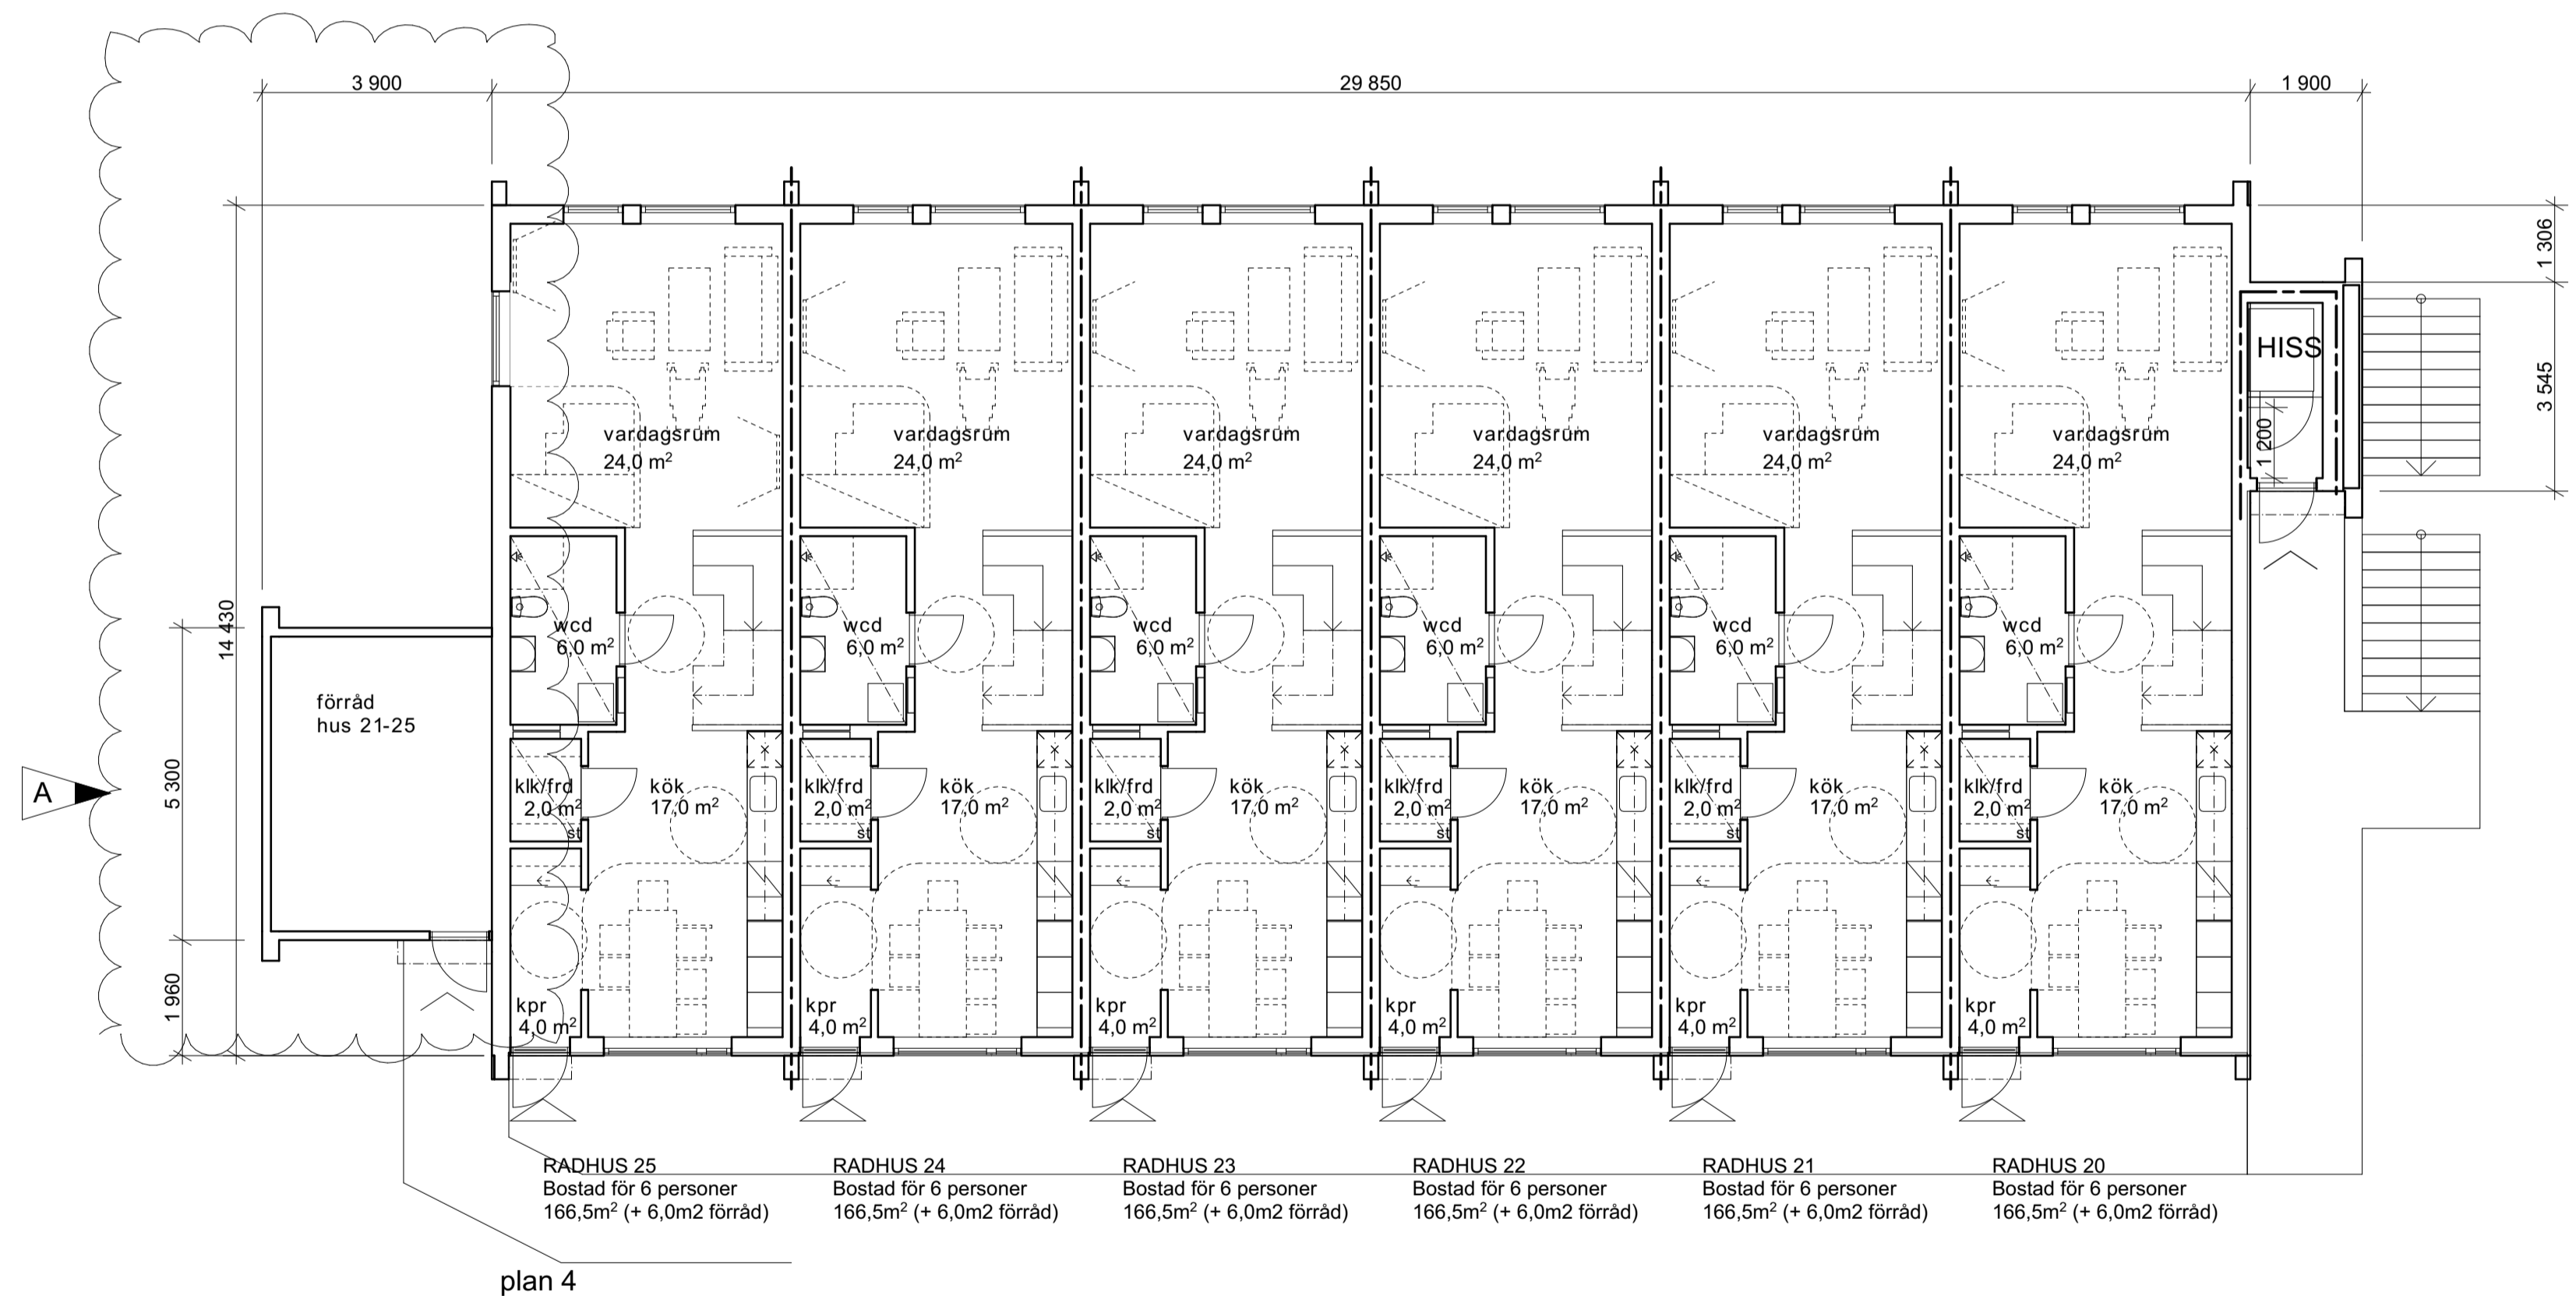 3 900
29 850
1 900
1 306
3 545
1 200
HISS
14 430
5 300
1 960
A
förråd
hus 21-25
vardagsrum
24,0 m²
vardagsrum
24,0 m²
vardagsrum
24,0 m²
vardagsrum
24,0 m²
vardagsrum
24,0 m²
vardagsrum
24,0 m²
wcd
6,0 m²
wcd
6,0 m²
wcd
6,0 m²
wcd
6,0 m²
wcd
6,0 m²
wcd
6,0 m²
klk/frd
2,0 m²
st
kök
17,0 m²
klk/frd
2,0 m²
st
kök
17,0 m²
klk/frd
2,0 m²
st
kök
17,0 m²
klk/frd
2,0 m²
st
kök
17,0 m²
klk/frd
2,0 m²
st
kök
17,0 m²
klk/frd
2,0 m²
st
kök
17,0 m²
kpr
4,0 m²
kpr
4,0 m²
kpr
4,0 m²
kpr
4,0 m²
kpr
4,0 m²
kpr
4,0 m²
RADHUS 25
Bostad för 6 personer
166,5m² (+ 6,0m2 förråd)
RADHUS 24
Bostad för 6 personer
166,5m² (+ 6,0m2 förråd)
RADHUS 23
Bostad för 6 personer
166,5m² (+ 6,0m2 förråd)
RADHUS 22
Bostad för 6 personer
166,5m² (+ 6,0m2 förråd)
RADHUS 21
Bostad för 6 personer
166,5m² (+ 6,0m2 förråd)
RADHUS 20
Bostad för 6 personer
166,5m² (+ 6,0m2 förråd)
plan 4